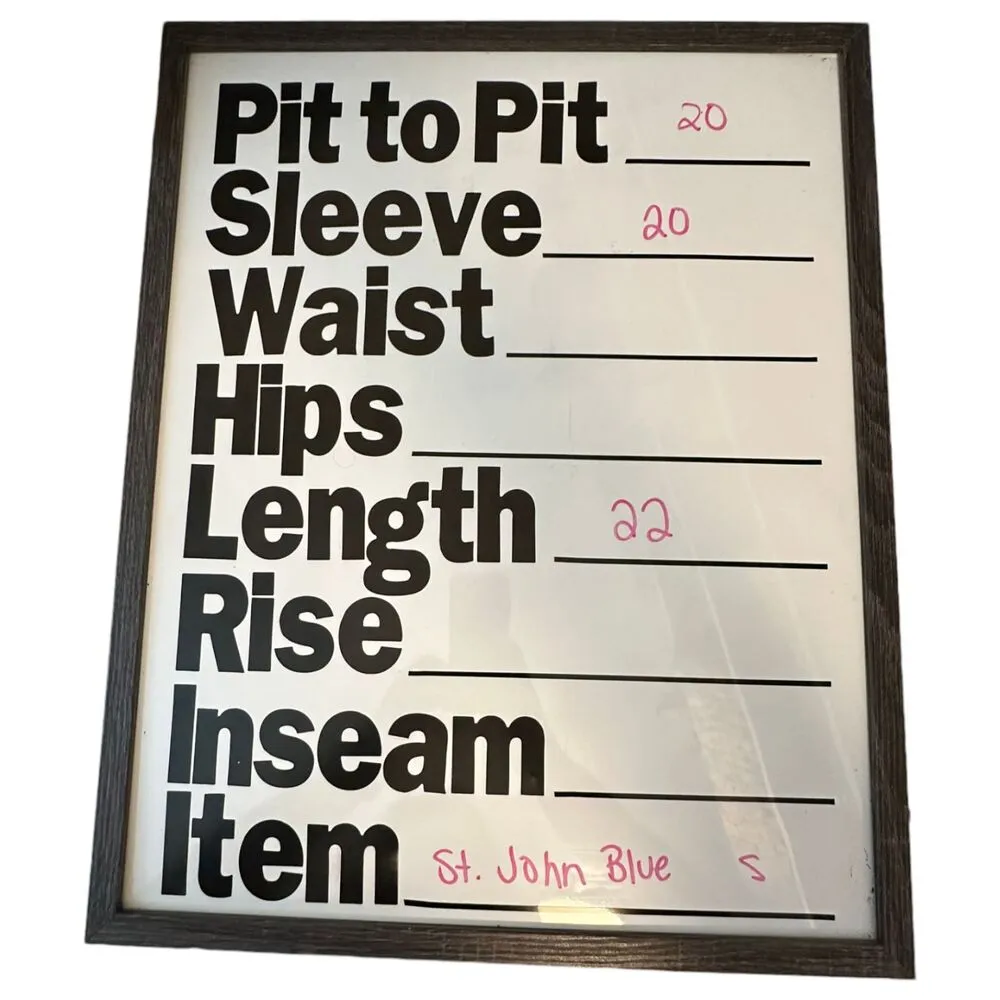 Pit to Pit 20
Sleeve 20
Waist
Hips
Length 22
Rise
Inseam
Item St. John Blue S